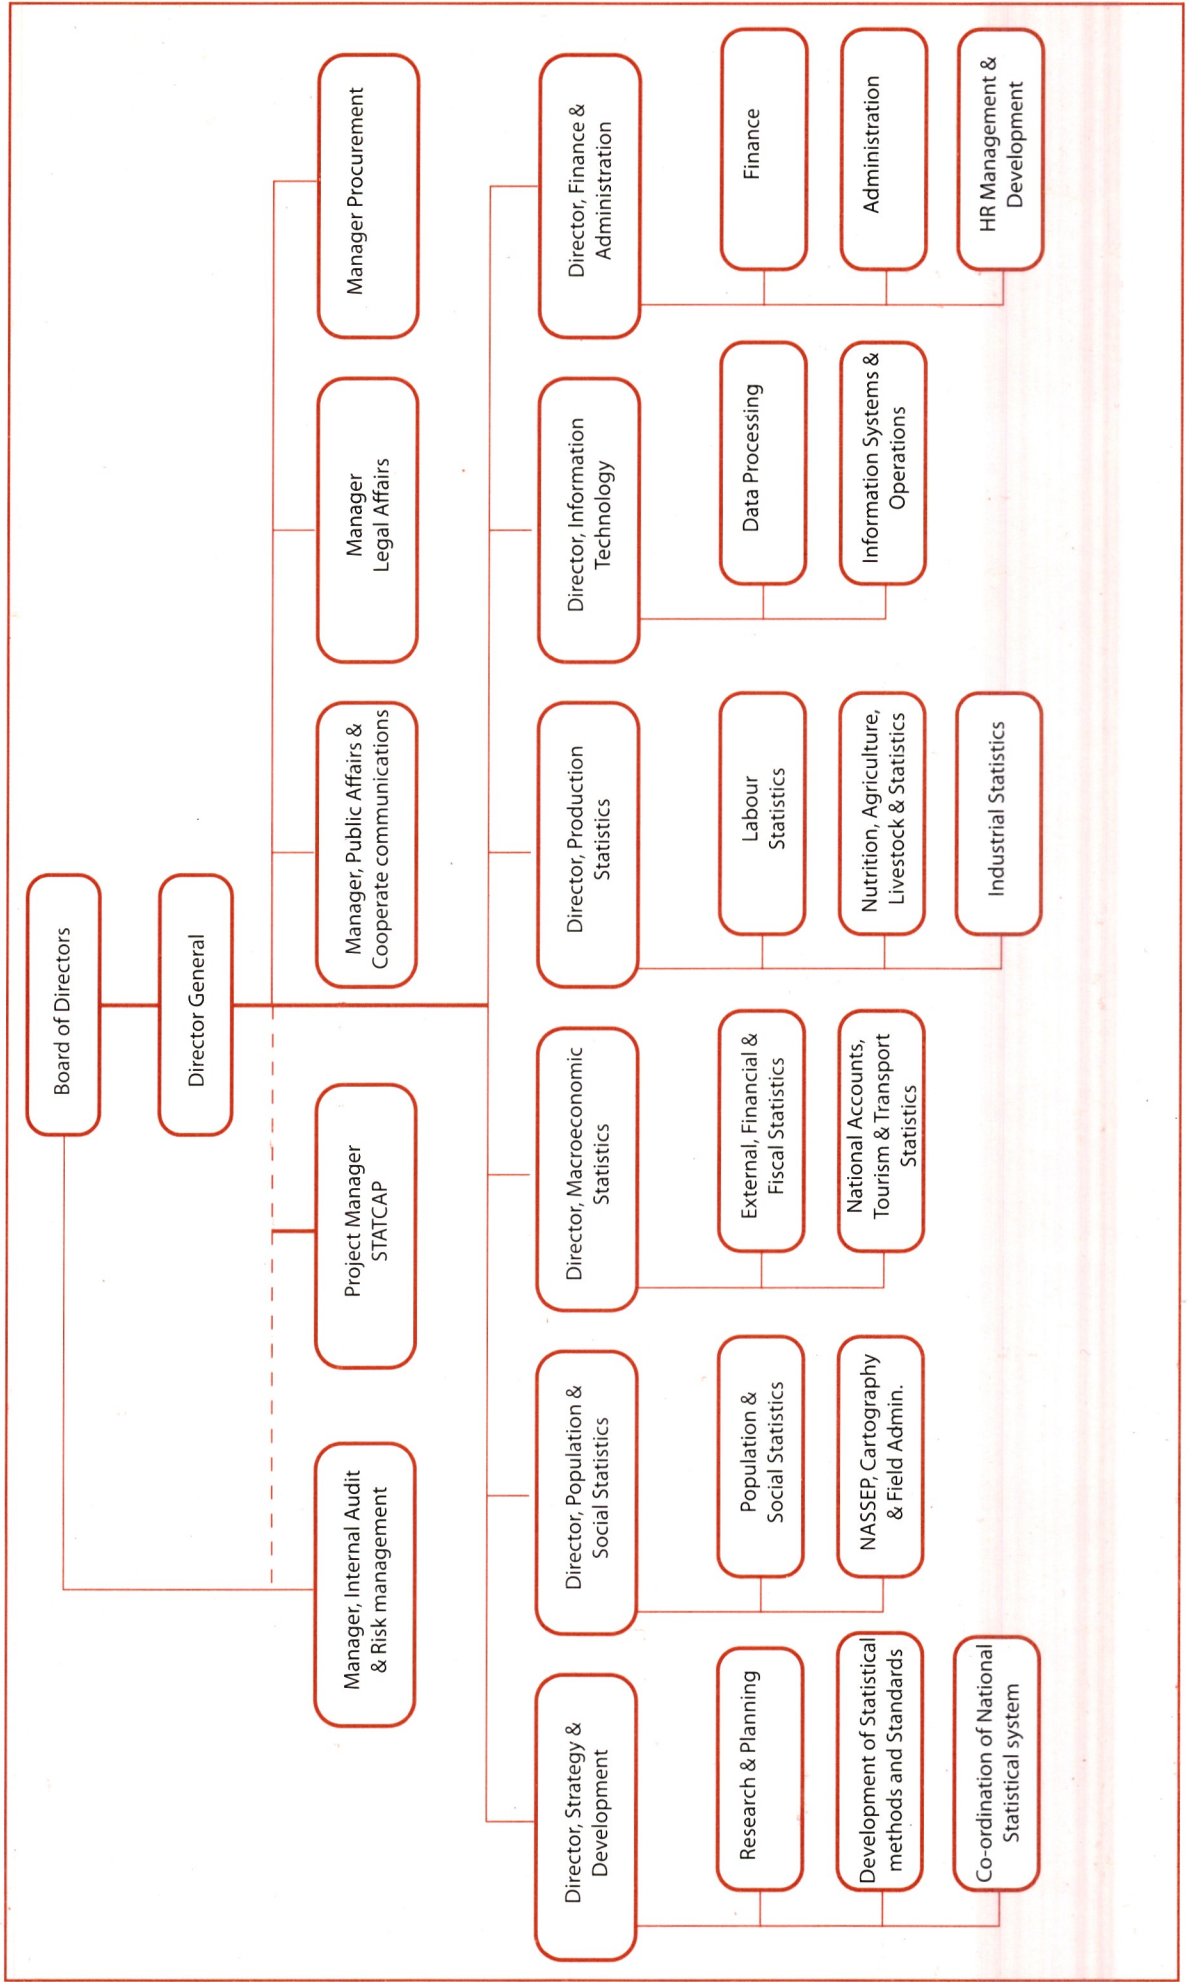 Board of Directors
Director General
Manager, Internal Audit
& Risk management
Project Manager
STATCAP
Manager, Public Affairs &
Cooperate communications
Manager
Legal Affairs
Manager Procurement
Director, Strategy &
Development
Director, Population &
Social Statistics
Director, Macroeconomic
Statistics
Director, Production
Statistics
Director, Information
Technology
Director, Finance &
Administration
Research & Planning
Development of Statistical
methods and Standards
Co-ordination of National
Statistical system
Population &
Social Statistics
NASSEP, Cartography
& Field Admin.
External, Financial &
Fiscal Statistics
National Accounts,
Tourism & Transport
Statistics
Labour
Statistics
Nutrition, Agriculture,
Livestock & Statistics
Industrial Statistics
Data Processing
Information Systems &
Operations
Finance
Administration
HR Management &
Development